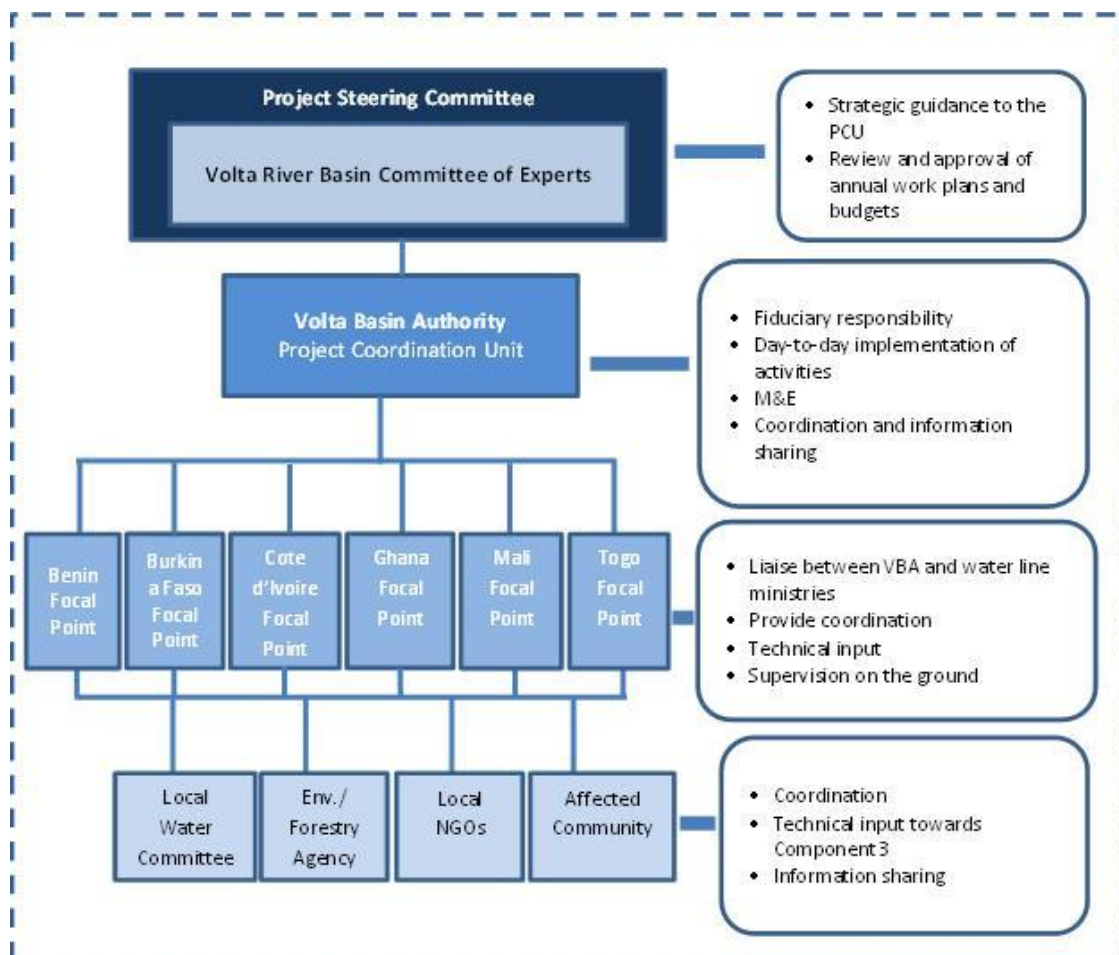 Project Steering Committee
Volta River Basin Committee of Experts
• Strategic guidance to the
PCU
• Review and approval of
annual work plans and
budgets
Volta Basin Authority
Project Coordination Unit
• Fiduciary responsibility
• Day-to-day implementation of
activities
• M&E
• Coordination and information
sharing
Benin
Focal
Point
Burkin
a Faso
Focal
Point
Cote
d'Ivoire
Focal
Point
Ghana
Focal
Point
Mali
Focal
Point
Togo
Focal
Point
• Liaise between VBA and water line
ministries
• Provide coordination
• Technical input
• Supervision on the ground
Local
Water
Committee
Env./
Forestry
Agency
Local
NGOs
Affected
Community
• Coordination
• Technical input towards
Component 3
• Information sharing